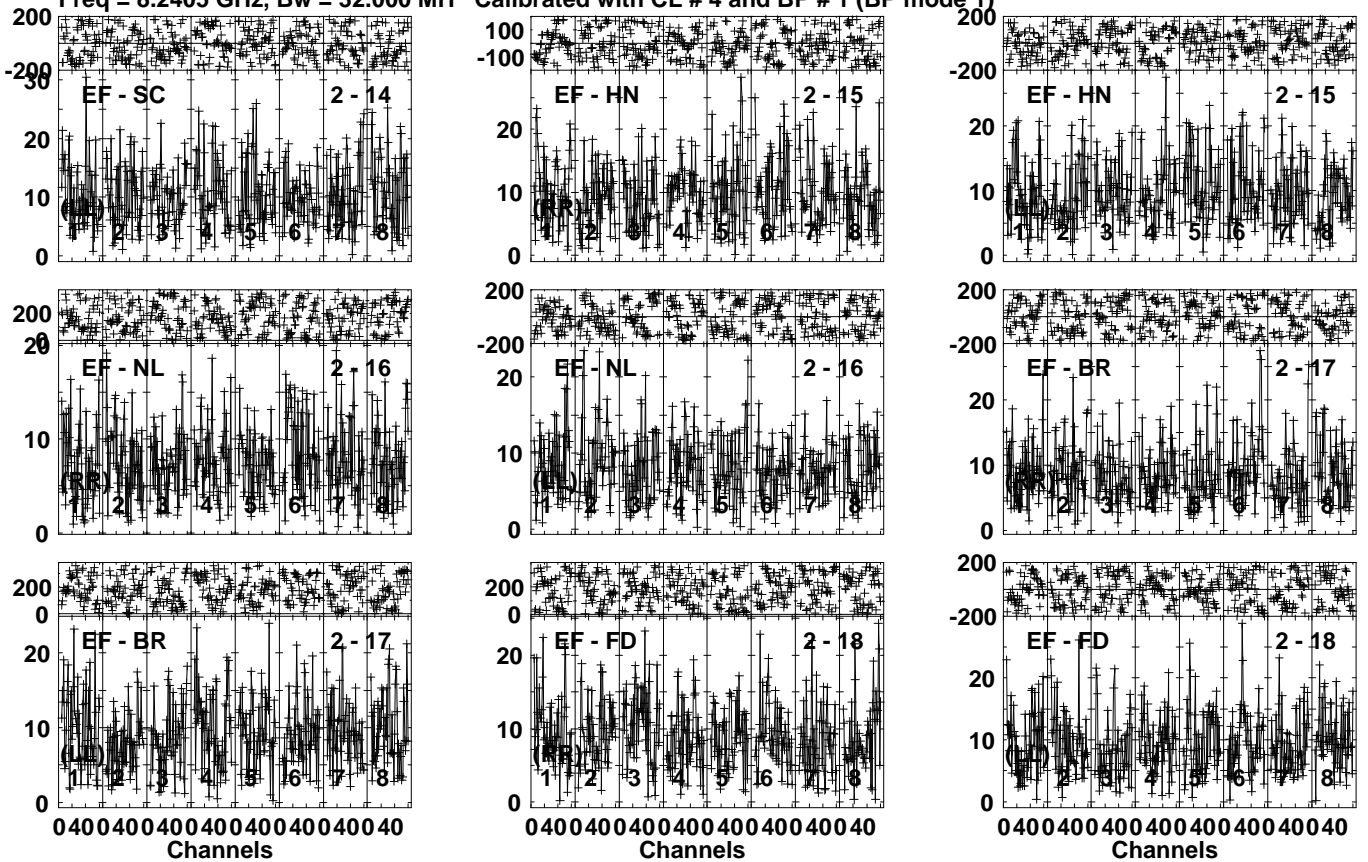 Freq = 8.2405 GHz, Bw = 32.000 MH Calibrated with CL # 4 and BP # 1 (BP mode 1)
200 100 200
-200 -100 -200
30 EF - SC 2 - 14 EF - HN 2 - 15 EF - HN 2 - 15
20 20 20
10 10 10
(LL) (RR) (LL)
1 2 3 4 5 6 7 8 1 2 3 4 5 6 7 8 1 2 3 4 5 6 7 8
0 0 0
200 200 200
0 -200 -200
20 EF - NL 2 - 16 EF - NL 2 - 16 EF - BR 2 - 17
20 20
10 10 10
(RR) (LL) (RR)
1 2 3 4 5 6 7 8 1 2 3 4 5 6 7 8 1 2 3 4 5 6 7 8
0 0 0
200 200 200
0 0 -200
EF - BR 2 - 17 EF - FD 2 - 18 EF - FD 2 - 18
20 20 20
10 10 10
(LL) (RR) (LL)
1 2 3 4 5 6 7 8 1 2 3 4 5 6 7 8 1 2 3 4 5 6 7 8
0 0 0
0 40 0 40 0 40 0 40 0 40 0 40 0 40 0 40 0 40 0 40 0 40 0 40 0 40 0 40 0 40 0 40 0 40 0 40 0 40 0 40 0 40 0 40 0 40 0 40
Channels Channels Channels